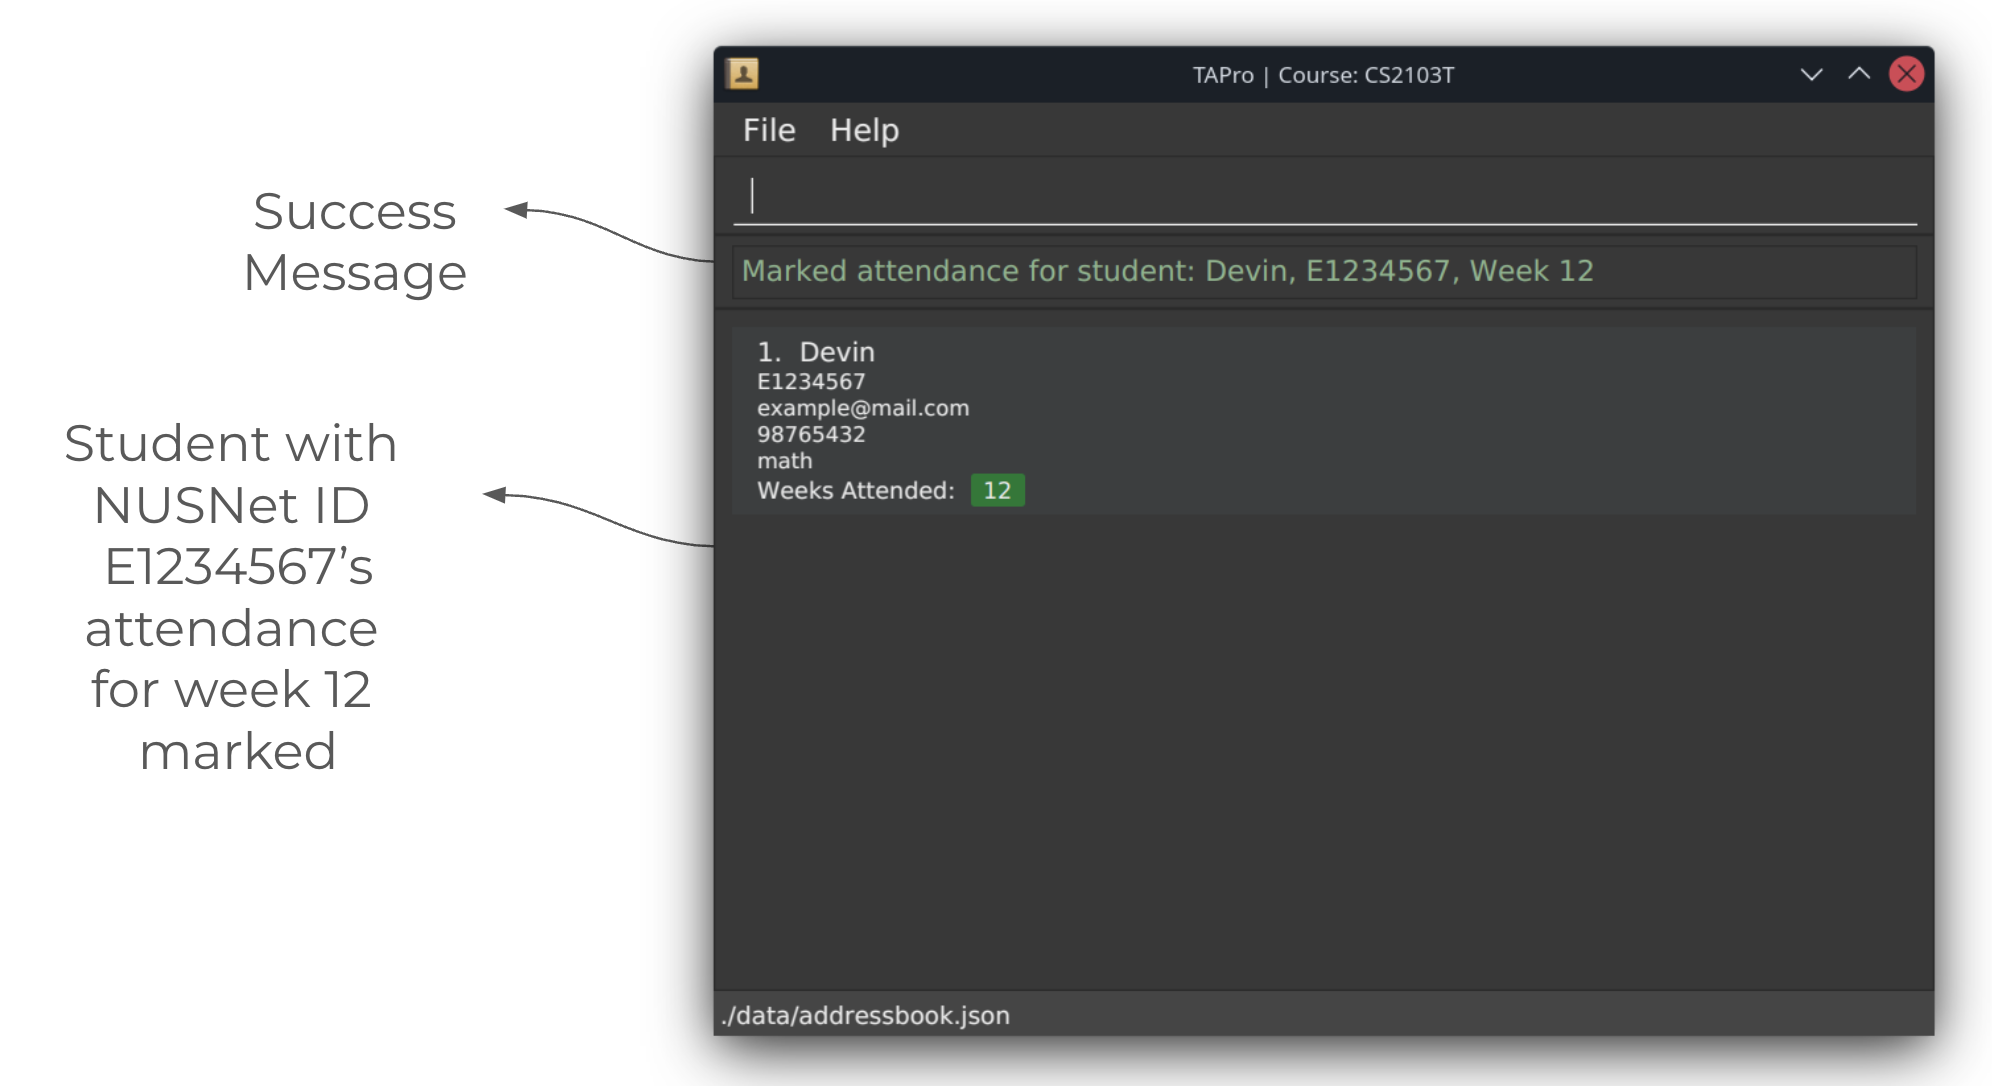 Success
Message
Student with
NUSNet ID
E1234567’s
attendance
for week 12
marked
TAPro | Course: CS2103T
File Help
Marked attendance for student: Devin, E1234567, Week 12
1. Devin
E1234567
example@mail.com
98765432
math
Weeks Attended: 12
./data/addressbook.json